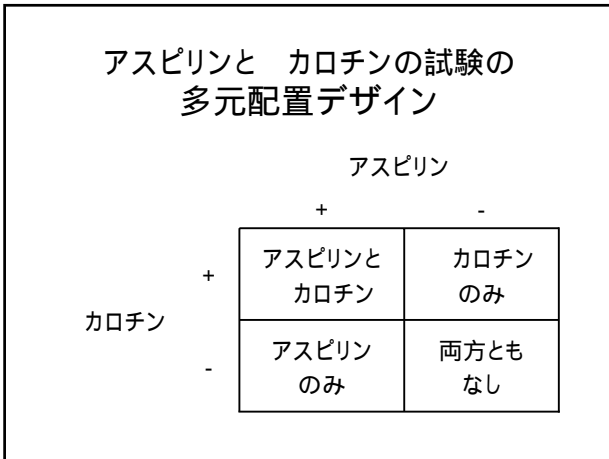 アスピリンと　カロチンの試験の
多元配置デザイン
アスピリン
+ -
+
アスピリンと
カロチン
カロチン
のみ
カロチン
-
アスピリン
のみ
両方とも
なし